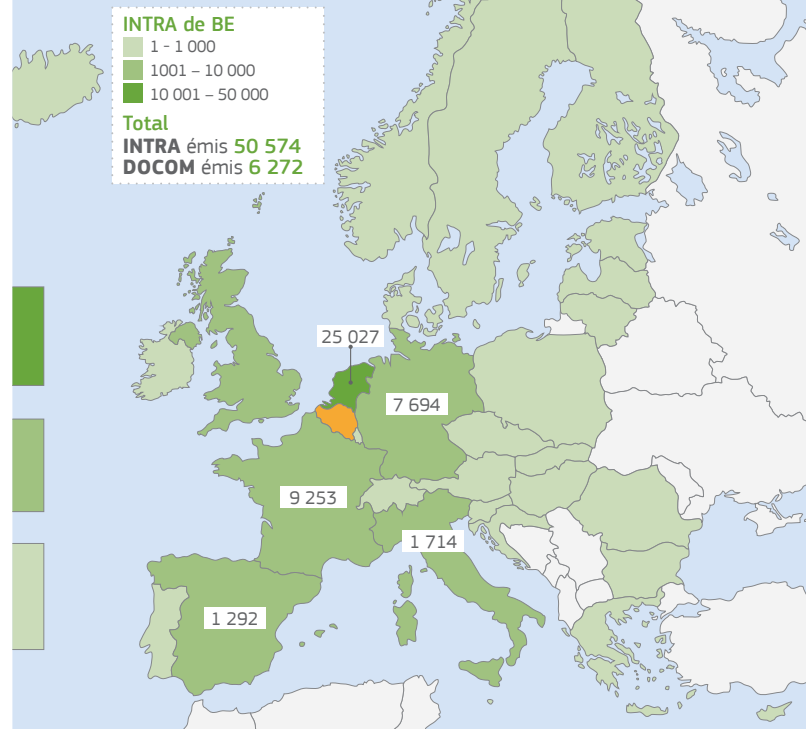 INTRA de BE
1 - 1 000
1001 – 10 000
10 001 – 50 000
Total
INTRA émis 50 574
DOCOM émis 6 272
25 027
7 694
9 253
1 714
1 292